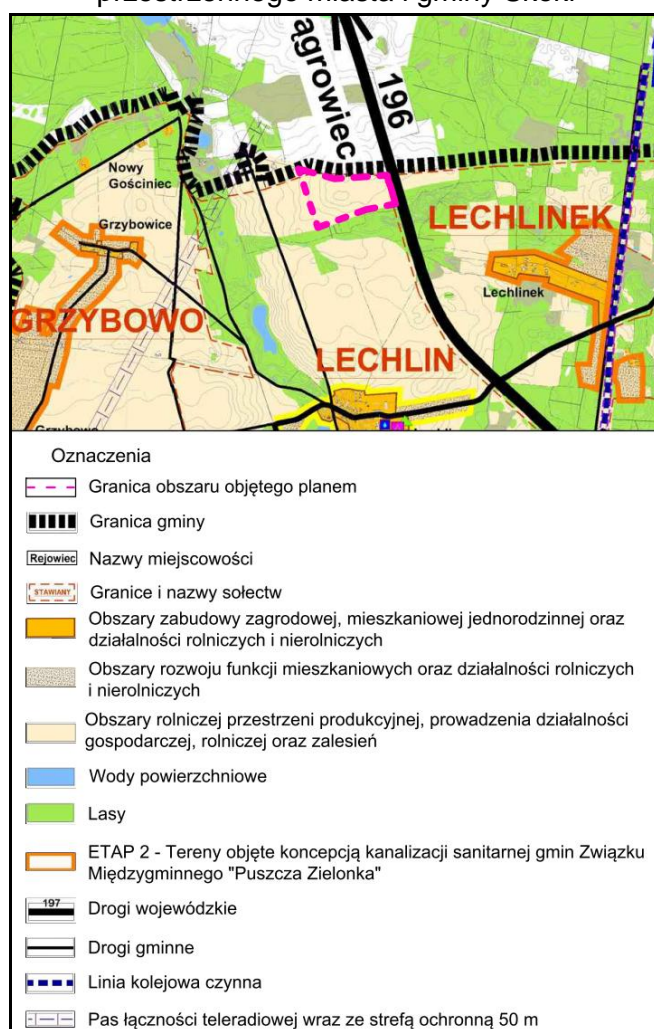 przestrzennego miasta i gminy Skoki
ągrowiec
196
Nowy
Gościniec
Grzybowice
LECHLINEK
Lechlinek
GRZYBOWO
LECHLIN
Grzybowo
Oznaczenia
Granica obszaru objętego planem
Granica gminy
Rejowiec Nazwy miejscowości
STAWIANY Granice i nazwy sołectw
Obszary zabudowy zagrodowej, mieszkaniowej jednorodzinnej oraz
działalności rolniczych i nierolniczych
Obszary rozwoju funkcji mieszkaniowych oraz działalności rolniczych
i nierolniczych
Obszary rolniczej przestrzeni produkcyjnej, prowadzenia działalności
gospodarczej, rolniczej oraz zalesień
Wody powierzchniowe
Lasy
ETAP 2 - Tereny objęte koncepcją kanalizacji sanitarnej gmin Związku
Międzygminnego "Puszcza Zielonka"
197 Drogi wojewódzkie
Drogi gminne
Linia kolejowa czynna
Pas łączności teleradiowej wraz ze strefą ochronną 50 m